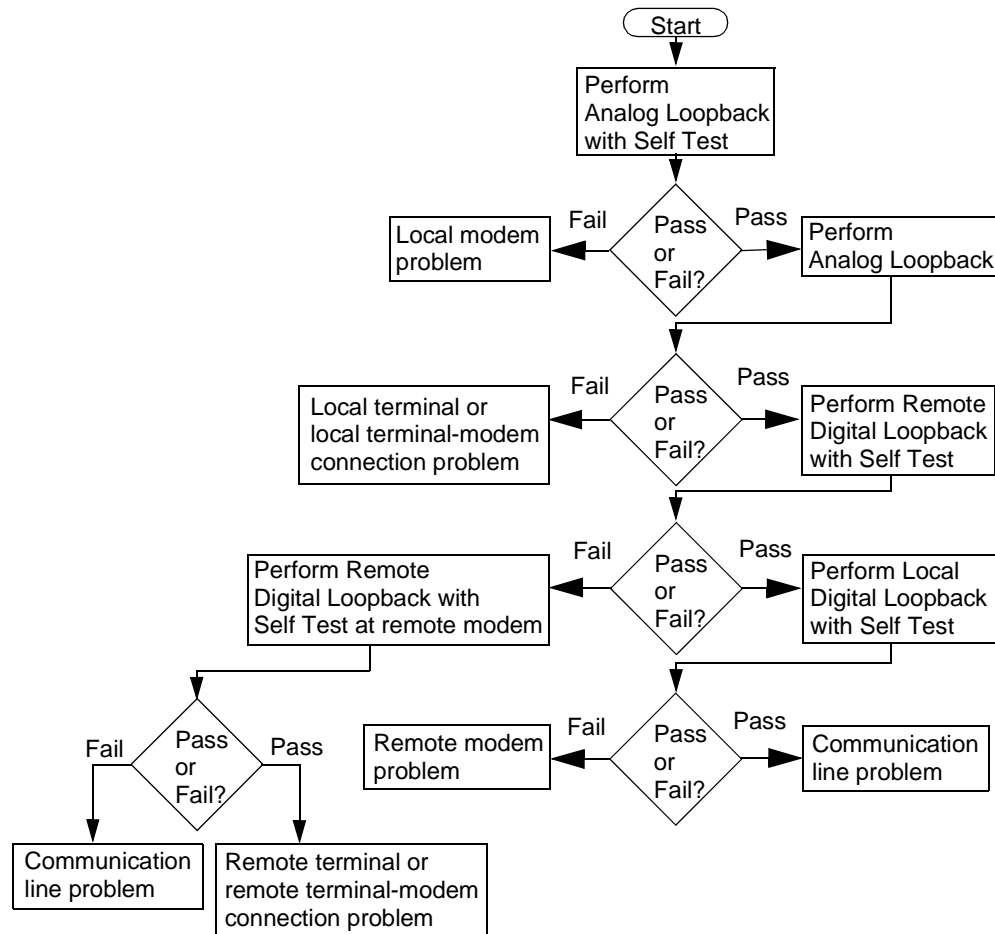 Start
Perform
Analog Loopback
with Self Test
Fail
Pass
Pass
or
Fail?
Local modem
problem
Perform
Analog Loopback
Fail
Pass
Pass
or
Fail?
Local terminal or
local terminal-modem
connection problem
Perform Remote
Digital Loopback
with Self Test
Fail
Pass
Pass
or
Fail?
Perform Remote
Digital Loopback with
Self Test at remote modem
Perform Local
Digital Loopback
with Self Test
Fail
Pass
Pass
or
Fail?
Remote modem
problem
Communication
line problem
Fail
Pass
Pass
or
Fail?
Communication
line problem
Remote terminal or
remote terminal-modem
connection problem